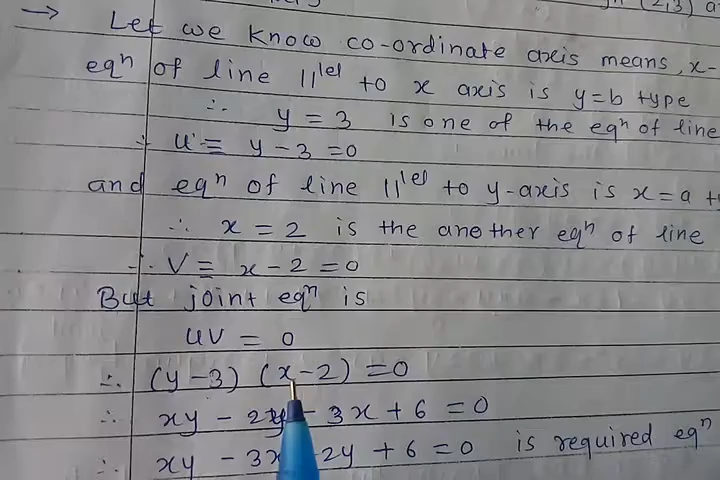 (2,3) a
→ Let we know co-ordinate axis means, x-
eqⁿ of line ||ˡᵉˡ to x axis is y=b type
∴ y = 3 is one of the eqⁿ of line
∴ u ≡ y - 3 = 0
and eqⁿ of line ||ˡᵉˡ to y-axis is x = a
∴ x = 2 is the another eqⁿ of line
∴ V ≡ x - 2 = 0
But joint eqⁿ is
uv = 0
∴ (y - 3) (x - 2) = 0
∴ xy - 2y - 3x + 6 = 0
∴ xy - 3x 2y + 6 = 0 is required eqⁿ